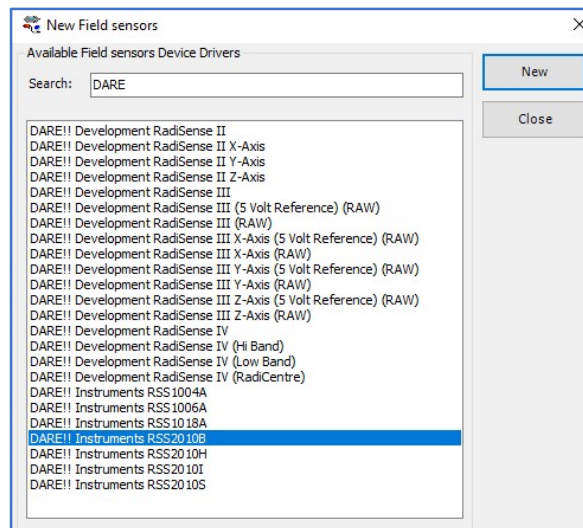 New Field sensors
Available Field sensors Device Drivers
Search: DARE
New
Close
DARE!! Development RadiSense II
DARE!! Development RadiSense II X-Axis
DARE!! Development RadiSense II Y-Axis
DARE!! Development RadiSense II Z-Axis
DARE!! Development RadiSense III
DARE!! Development RadiSense III (5 Volt Reference) (RAW)
DARE!! Development RadiSense III (RAW)
DARE!! Development RadiSense III X-Axis (5 Volt Reference) (RAW)
DARE!! Development RadiSense III X-Axis (RAW)
DARE!! Development RadiSense III Y-Axis (5 Volt Reference) (RAW)
DARE!! Development RadiSense III Y-Axis (RAW)
DARE!! Development RadiSense III Z-Axis (5 Volt Reference) (RAW)
DARE!! Development RadiSense III Z-Axis (RAW)
DARE!! Development RadiSense IV
DARE!! Development RadiSense IV (Hi Band)
DARE!! Development RadiSense IV (Low Band)
DARE!! Development RadiSense IV (RadiCentre)
DARE!! Instruments RSS1004A
DARE!! Instruments RSS1006A
DARE!! Instruments RSS1018A
DARE!! Instruments RSS2010B
DARE!! Instruments RSS2010H
DARE!! Instruments RSS2010I
DARE!! Instruments RSS2010S